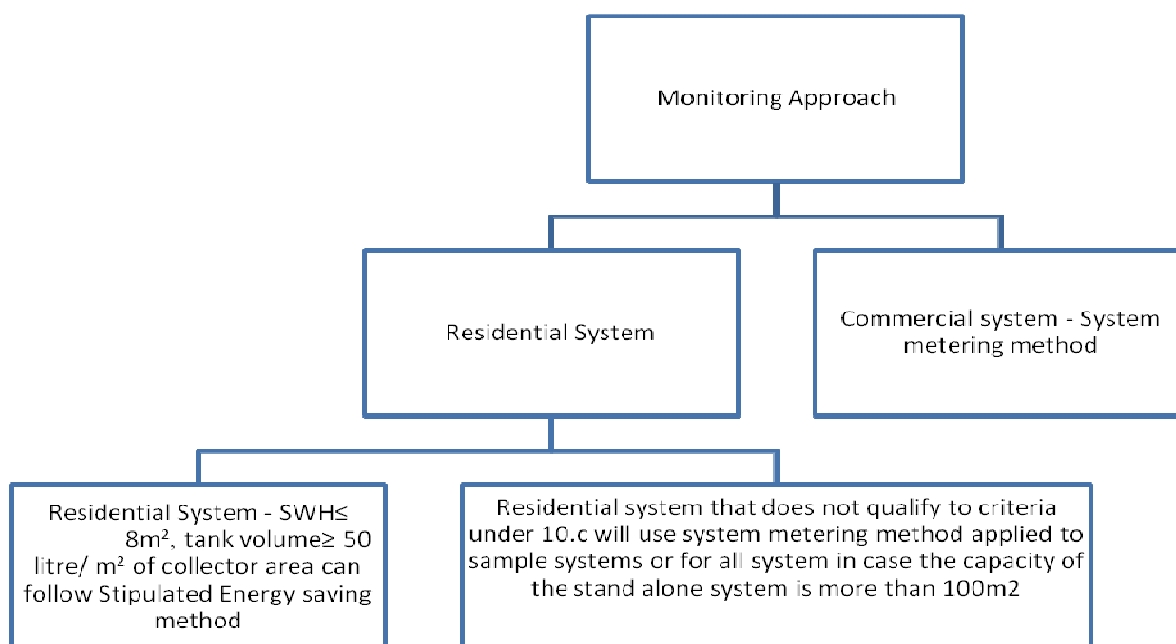 Monitoring Approach
Residential System
Commercial system - System
metering method
Residential System - SWH≤
8m², tank volume≥ 50
litre/ m² of collector area can
follow Stipulated Energy saving
method
Residential system that does not qualify to criteria
under 10.c will use system metering method applied to
sample systems or for all system in case the capacity of
the stand alone system is more than 100m2